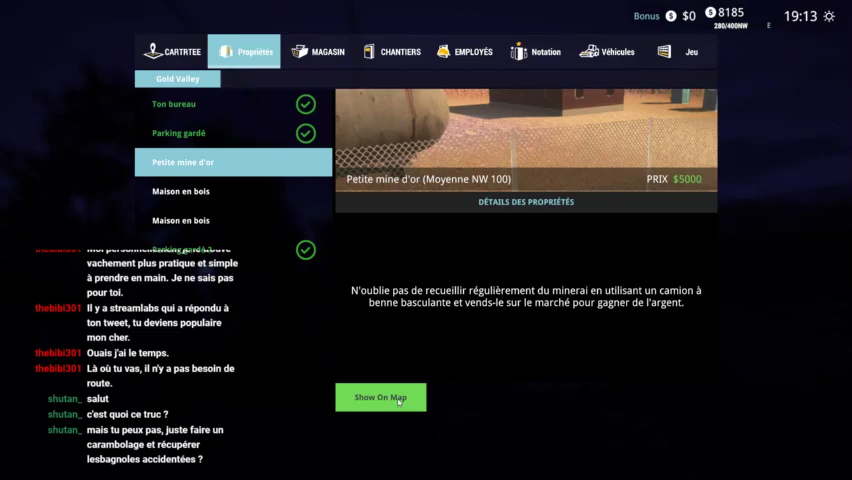 Bonus $ $0 $ 8185 19:13
280/400NW E
CARTRTEE Propriétés MAGASIN CHANTIERS EMPLOYÉS Notation Véhicules Jeu
Gold Valley
Ton bureau
Parking gardé
Petite mine d'or
Maison en bois
Maison en bois
Petite mine d'or (Moyenne NW 100) PRIX $5000
DÉTAILS DES PROPRIÉTÉS
N'oublie pas de recueillir régulièrement du minerai en utilisant un camion à
benne basculante et vends-le sur le marché pour gagner de l'argent.
Show On Map
thebibi301
vachement plus pratique et simple
à prendre en main. Je ne sais pas
pour toi.
thebibi301 Il y a streamlabs qui a répondu à
ton tweet, tu deviens populaire
mon cher.
thebibi301 Ouais j'ai le temps.
thebibi301 Là où tu vas, il n'y a pas besoin de
route.
shutan_ salut
shutan_ c'est quoi ce truc ?
shutan_ mais tu peux pas, juste faire un
carambolage et récupérer
lesbagnoles accidentées ?